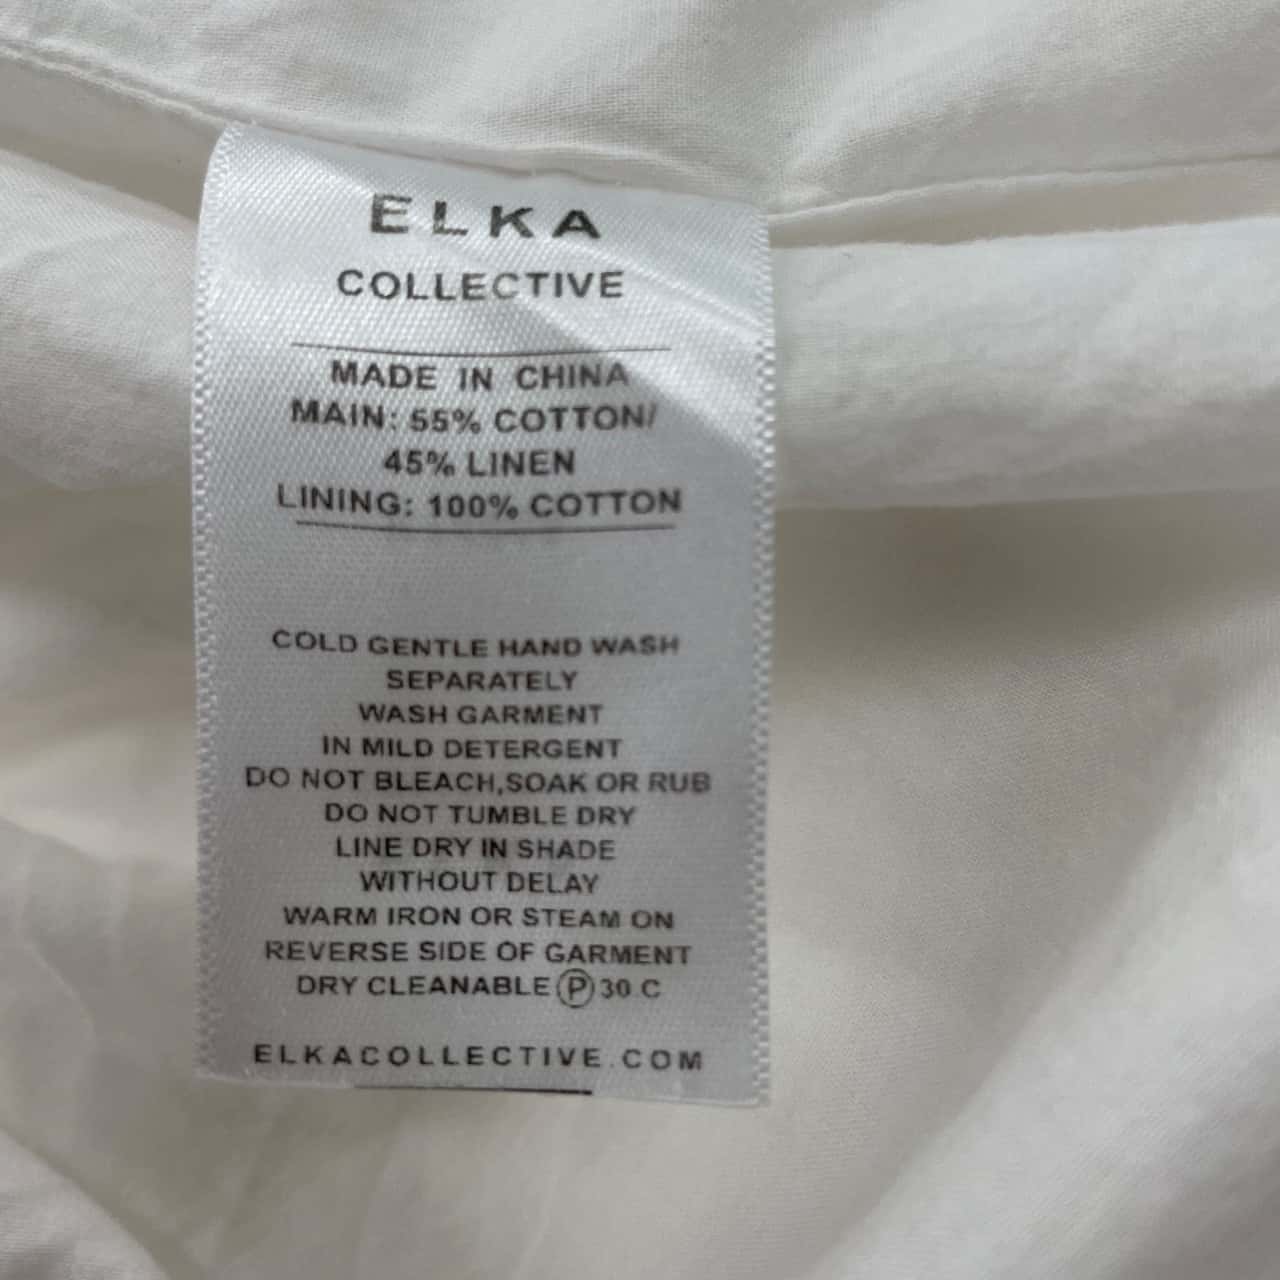 ELKA
COLLECTIVE
MADE IN CHINA
MAIN: 55% COTTON/
45% LINEN
LINING: 100% COTTON
COLD GENTLE HAND WASH
SEPARATELY
WASH GARMENT
IN MILD DETERGENT
DO NOT BLEACH,SOAK OR RUB
DO NOT TUMBLE DRY
LINE DRY IN SHADE
WITHOUT DELAY
WARM IRON OR STEAM ON
REVERSE SIDE OF GARMENT
DRY CLEANABLE Ⓟ 30 C
ELKACOLLECTIVE.COM